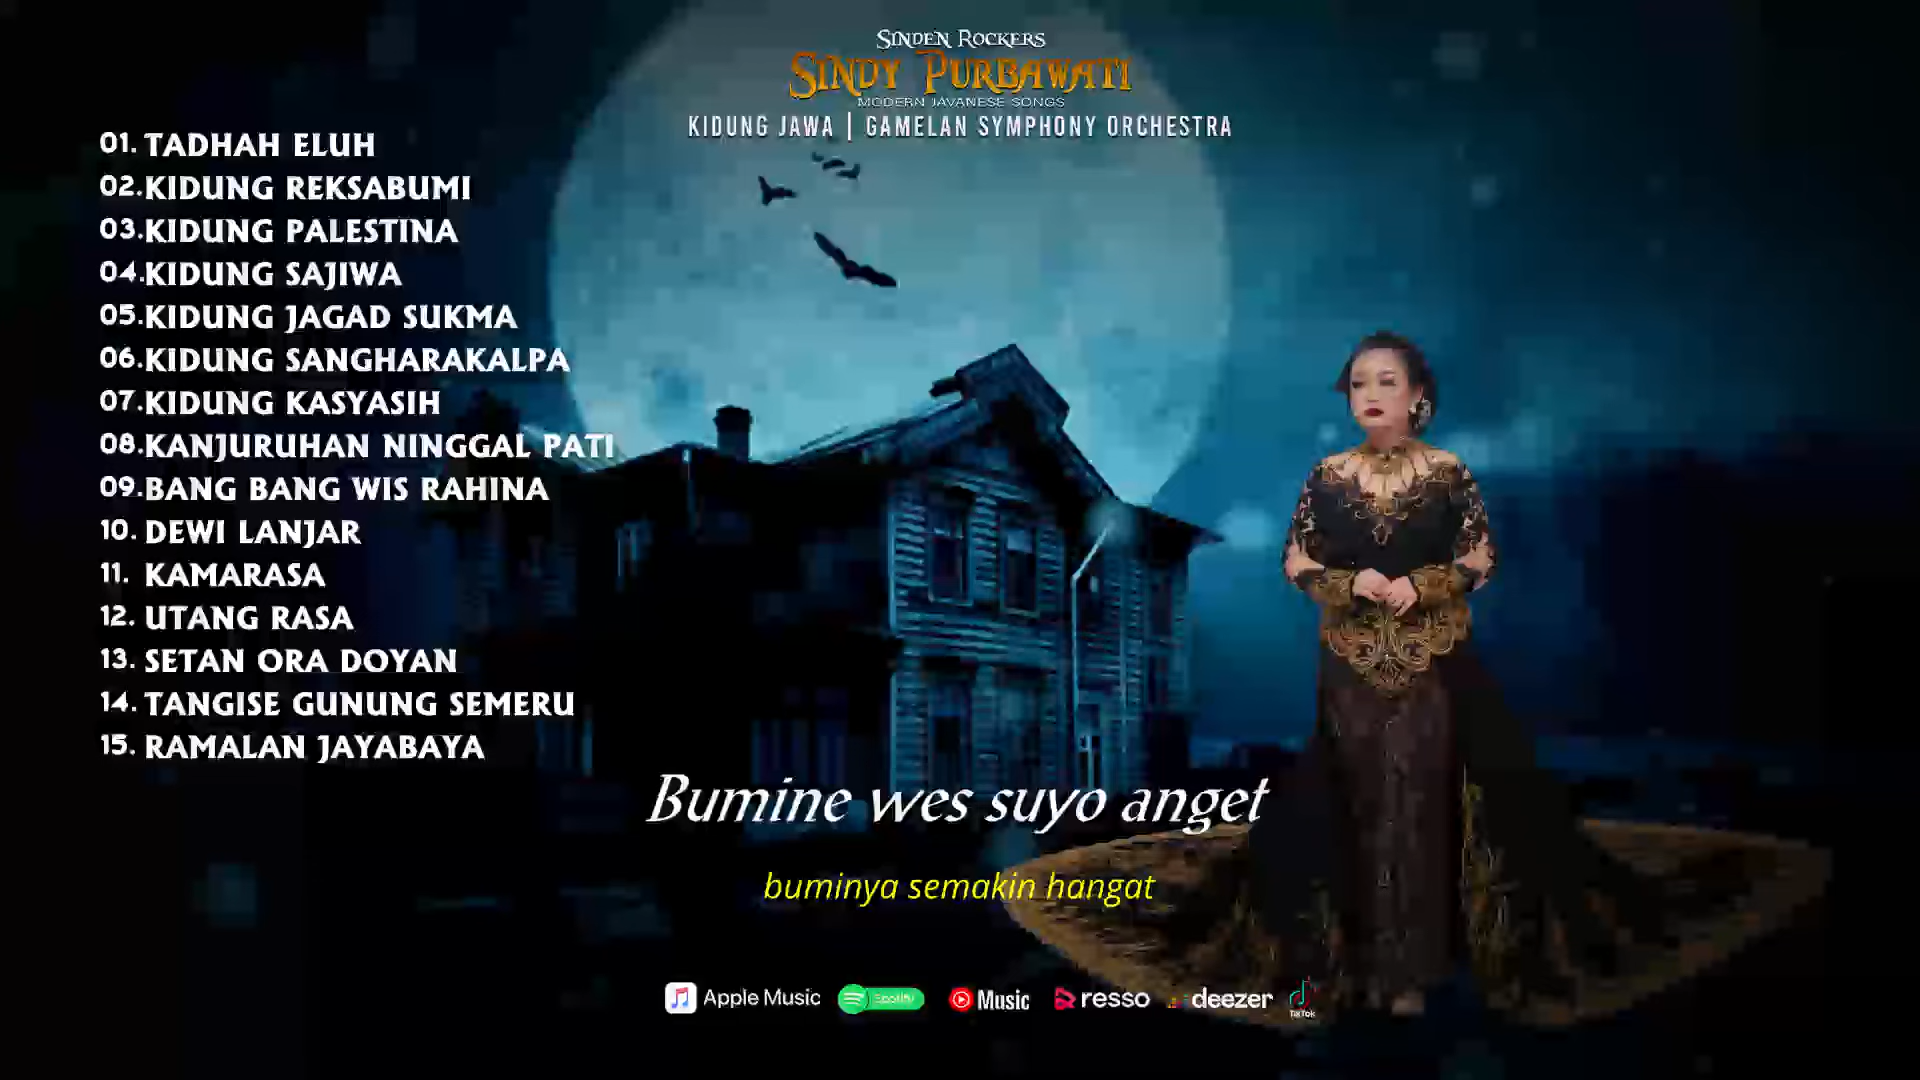 SINDEN ROCKERS
SINDY PURBAWATI
MODERN JAVANESE SONGS
KIDUNG JAWA | GAMELAN SYMPHONY ORCHESTRA
01. TADHAH ELUH
02. KIDUNG REKSABUMI
03. KIDUNG PALESTINA
04. KIDUNG SAJIWA
05. KIDUNG JAGAD SUKMA
06. KIDUNG SANGHARAKALPA
07. KIDUNG KASYASIH
08. KANJURUHAN NINGGAL PATI
09. BANG BANG WIS RAHINA
10. DEWI LANJAR
11. KAMARASA
12. UTANG RASA
13. SETAN ORA DOYAN
14. TANGISE GUNUNG SEMERU
15. RAMALAN JAYABAYA
Bumine wes suyo anget
buminya semakin hangat
Apple Music Spotify Music resso deezer TikTok